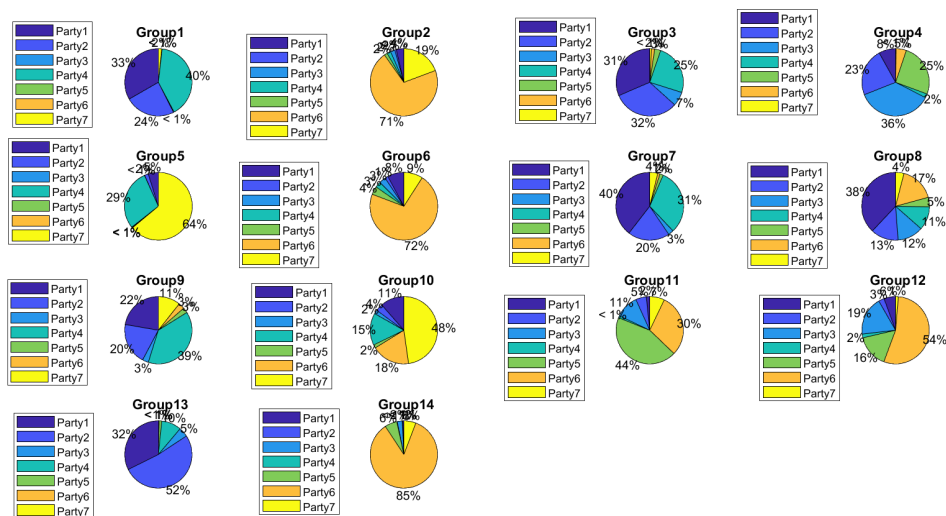 Group1
Party1
Party2
Party3
Party4
Party5
Party6
Party7
33%
24%
< 1%
40%
Group2
Party1
Party2
Party3
Party4
Party5
Party6
Party7
71%
19%
Group3
Party1
Party2
Party3
Party4
Party5
Party6
Party7
31%
32%
7%
25%
Group4
Party1
Party2
Party3
Party4
Party5
Party6
Party7
8%
23%
36%
2%
25%
Group5
Party1
Party2
Party3
Party4
Party5
Party6
Party7
29%
< 1%
64%
Group6
Party1
Party2
Party3
Party4
Party5
Party6
Party7
8%
72%
9%
Group7
Party1
Party2
Party3
Party4
Party5
Party6
Party7
40%
20%
3%
31%
4%
Group8
Party1
Party2
Party3
Party4
Party5
Party6
Party7
38%
13%
12%
11%
5%
17%
4%
Group9
Party1
Party2
Party3
Party4
Party5
Party6
Party7
22%
20%
3%
39%
11%
Group10
Party1
Party2
Party3
Party4
Party5
Party6
Party7
11%
4%
2%
15%
2%
18%
48%
Group11
Party1
Party2
Party3
Party4
Party5
Party6
Party7
11%
< 1%
44%
30%
Group12
Party1
Party2
Party3
Party4
Party5
Party6
Party7
3%
19%
2%
16%
54%
Group13
Party1
Party2
Party3
Party4
Party5
Party6
Party7
32%
52%
5%
Group14
Party1
Party2
Party3
Party4
Party5
Party6
Party7
6%
85%